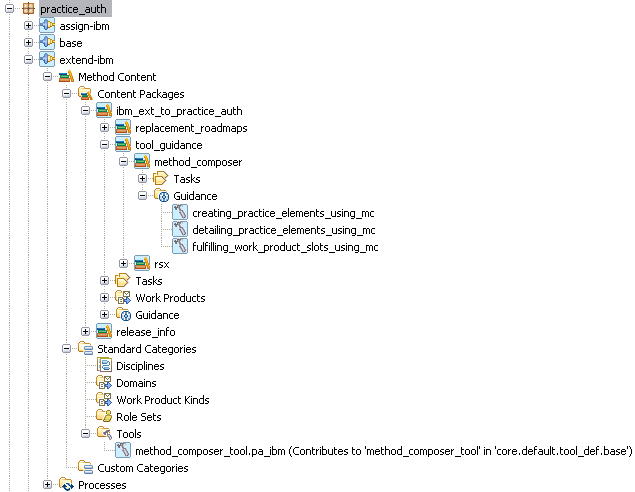 practice_auth
assign-ibm
base
extend-ibm
Method Content
Content Packages
ibm_ext_to_practice_auth
replacement_roadmaps
tool_guidance
method_composer
Tasks
Guidance
creating_practice_elements_using_mc
detailing_practice_elements_using_mc
fulfilling_work_product_slots_using_mc
rsx
Tasks
Work Products
Guidance
release_info
Standard Categories
Disciplines
Domains
Work Product Kinds
Role Sets
Tools
method_composer_tool.pa_ibm (Contributes to 'method_composer_tool' in 'core.default.tool_def.base')
Custom Categories
Processes